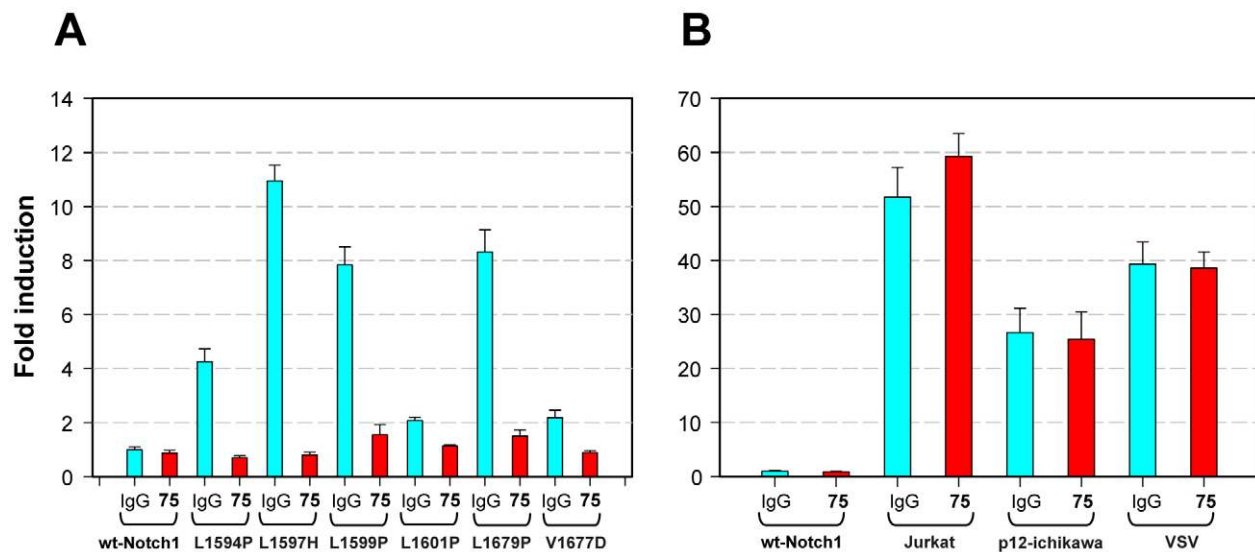 A
Fold induction
14
12
10
8
6
4
2
0
IgG 75 IgG 75 IgG 75 IgG 75 IgG 75 IgG 75 IgG 75
wt-Notch1 L1594P L1597H L1599P L1601P L1679P V1677D
B
70
60
50
40
30
20
10
0
IgG 75 IgG 75 IgG 75 IgG 75
wt-Notch1 Jurkat p12-ichikawa VSV